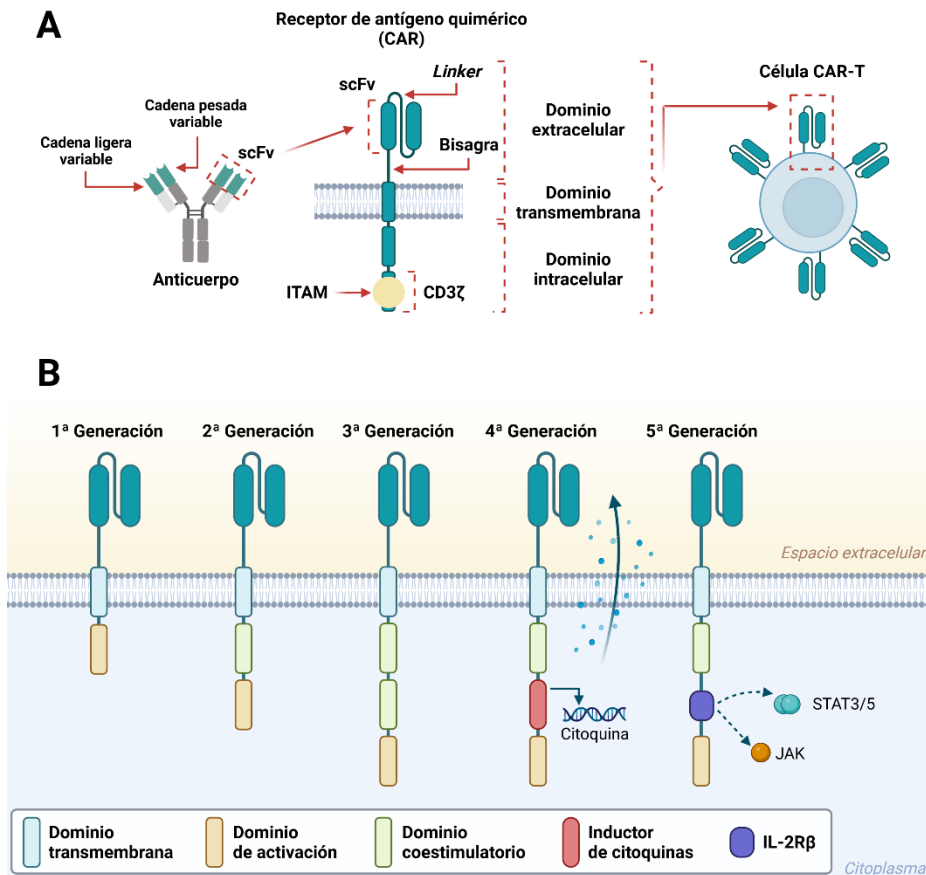 A
Receptor de antígeno quimérico
(CAR)
Célula CAR-T
scFv
Linker
Cadena pesada
variable
Cadena ligera
variable
scFv
Bisagra
Dominio
extracelular
Dominio
transmembrana
Dominio
intracelular
Anticuerpo
ITAM
CD3ζ
B
1ª Generación
2ª Generación
3ª Generación
4ª Generación
5ª Generación
Espacio extracelular
Citoquina
STAT3/5
JAK
Dominio
transmembrana
Dominio
de activación
Dominio
coestimulatorio
Inductor
de citoquinas
IL-2Rβ
Citoplasma